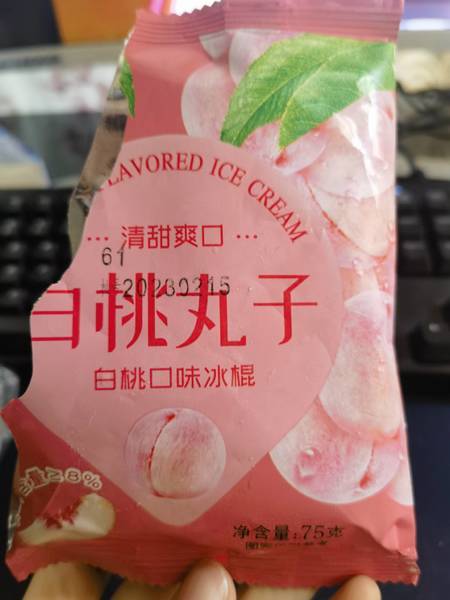 FLAVORED ICE CREAM
··· 清甜爽口 ···
61
20230215
白桃丸子
白桃口味冰棍
净含量:75克